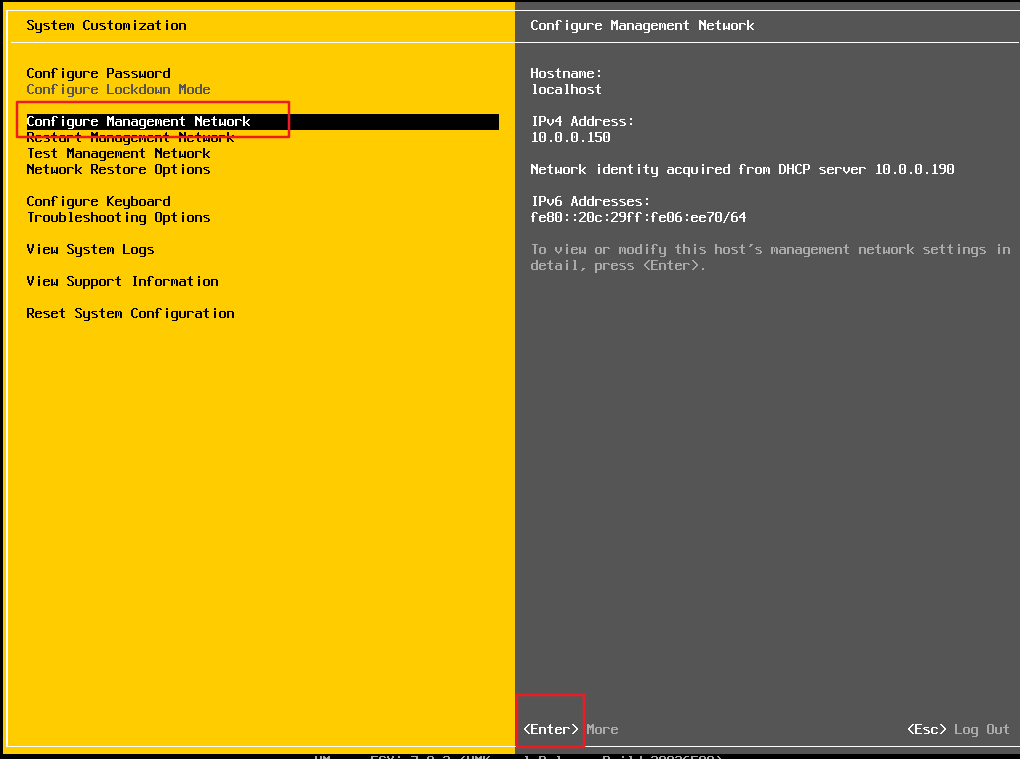 System Customization
Configure Password
Configure Lockdown Mode
Configure Management Network
Restart Management Network
Test Management Network
Network Restore Options
Configure Keyboard
Troubleshooting Options
View System Logs
View Support Information
Reset System Configuration
Configure Management Network
Hostname:
localhost
IPv4 Address:
10.0.0.150
Network identity acquired from DHCP server 10.0.0.190
IPv6 Addresses:
fe80::20c:29ff:fe06:ee70/64
To view or modify this host's management network settings in
detail, press <Enter>.
<Enter> More
<Esc> Log Out